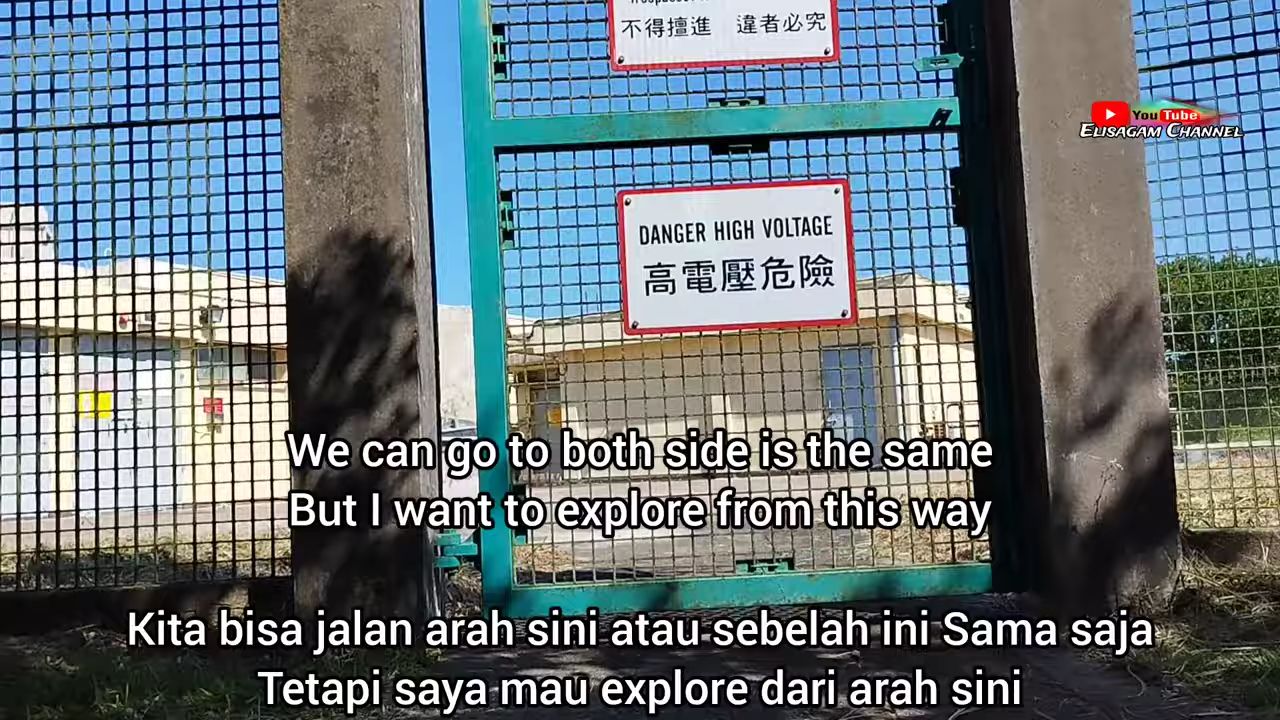 不得擅進 違者必究
YouTube
ELISAGAM CHANNEL
DANGER HIGH VOLTAGE
高電壓危險
We can go to both side is the same
But I want to explore from this way
Kita bisa jalan arah sini atau sebelah ini Sama saja
Tetapi saya mau explore dari arah sini